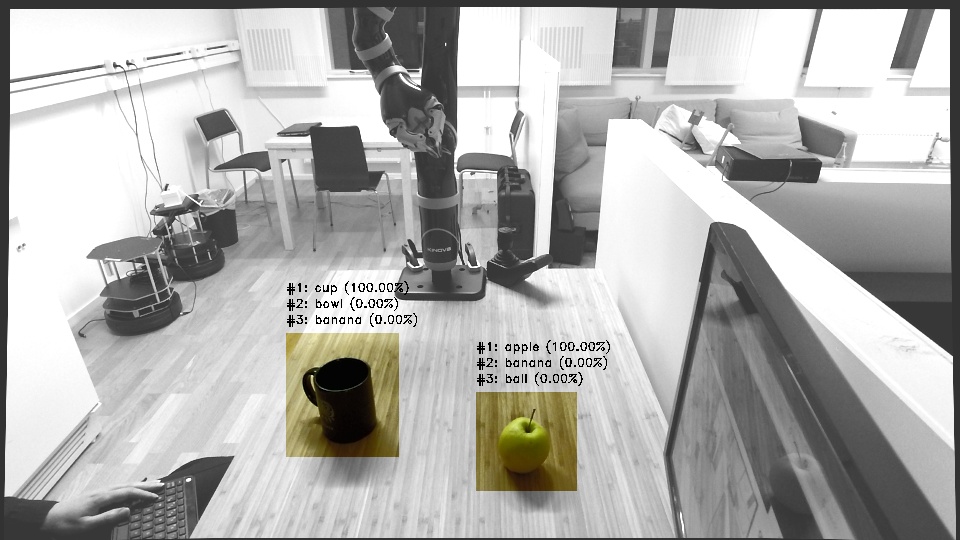 KINOVA
#1: cup (100.00%)
#2: bowl (0.00%)
#3: banana (0.00%)
#1: apple (100.00%)
#2: banana (0.00%)
#3: ball (0.00%)